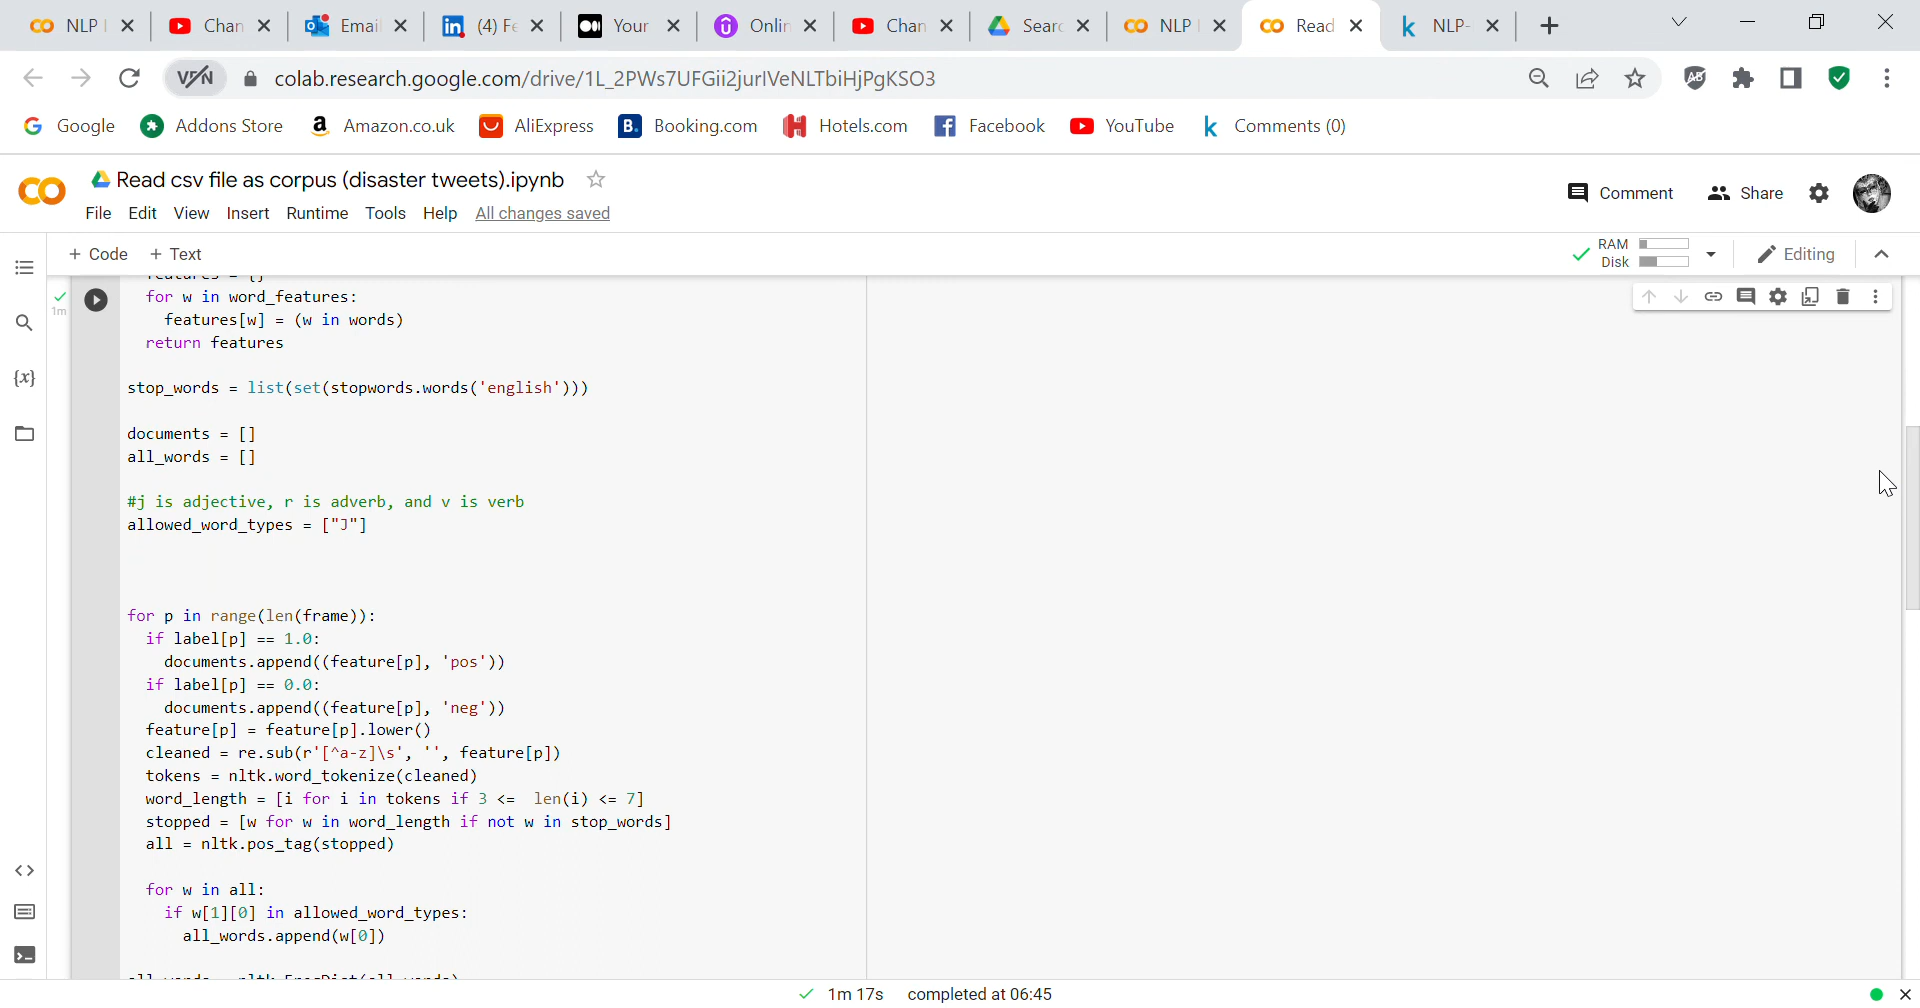 NLP Chan Email (4) Fe Your Onlin Chan Searc NLP Read NLP-
VPN colab.research.google.com/drive/1L_2PWs7UFGii2jurlVeNLTbiHjPgKSO3
Google Addons Store Amazon.co.uk AliExpress Booking.com Hotels.com Facebook YouTube Comments (0)
Read csv file as corpus (disaster tweets).ipynb
Comment Share
File Edit View Insert Runtime Tools Help All changes saved
+ Code + Text RAM Disk Editing
for w in word_features:
features[w] = (w in words)
return features
1m
stop_words = list(set(stopwords.words('english')))
documents = []
all_words = []
#j is adjective, r is adverb, and v is verb
allowed_word_types = ["J"]
for p in range(len(frame)):
if label[p] == 1.0:
documents.append((feature[p], 'pos'))
if label[p] == 0.0:
documents.append((feature[p], 'neg'))
feature[p] = feature[p].lower()
cleaned = re.sub(r'[^a-z]\s', '', feature[p])
tokens = nltk.word_tokenize(cleaned)
word_length = [i for i in tokens if 3 <= len(i) <= 7]
stopped = [w for w in word_length if not w in stop_words]
all = nltk.pos_tag(stopped)
for w in all:
if w[1][0] in allowed_word_types:
all_words.append(w[0])
1m 17s completed at 06:45